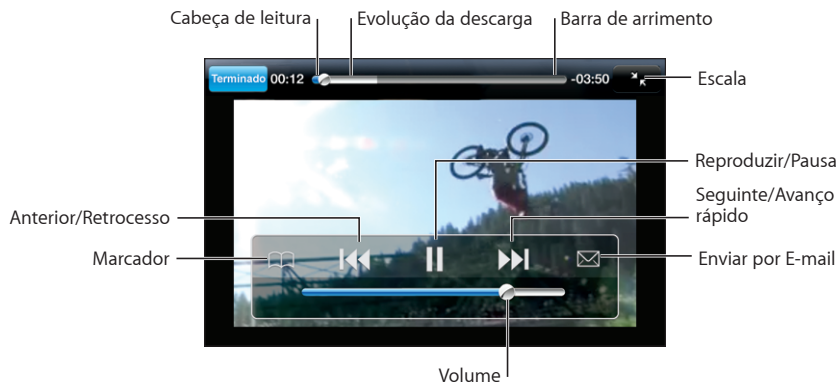 Cabeça de leitura
Evolução da descarga
Barra de arrimento
Terminado 00:12
-03:50
Escala
Reproduzir/Pausa
Seguinte/Avanço
rápido
Anterior/Retrocesso
Marcador
Enviar por E-mail
Volume